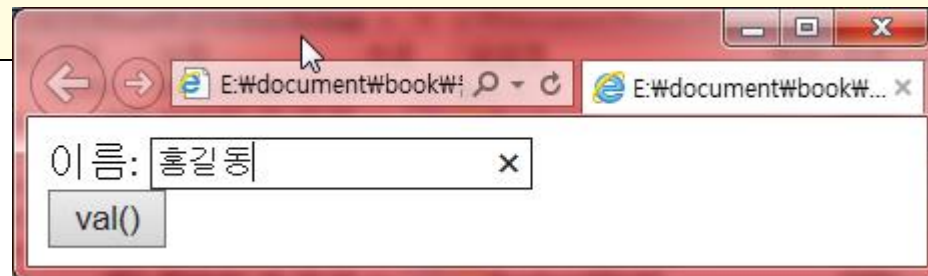 E:₩document₩book₩
E:₩document₩book₩...
이름: 홍길동
val()